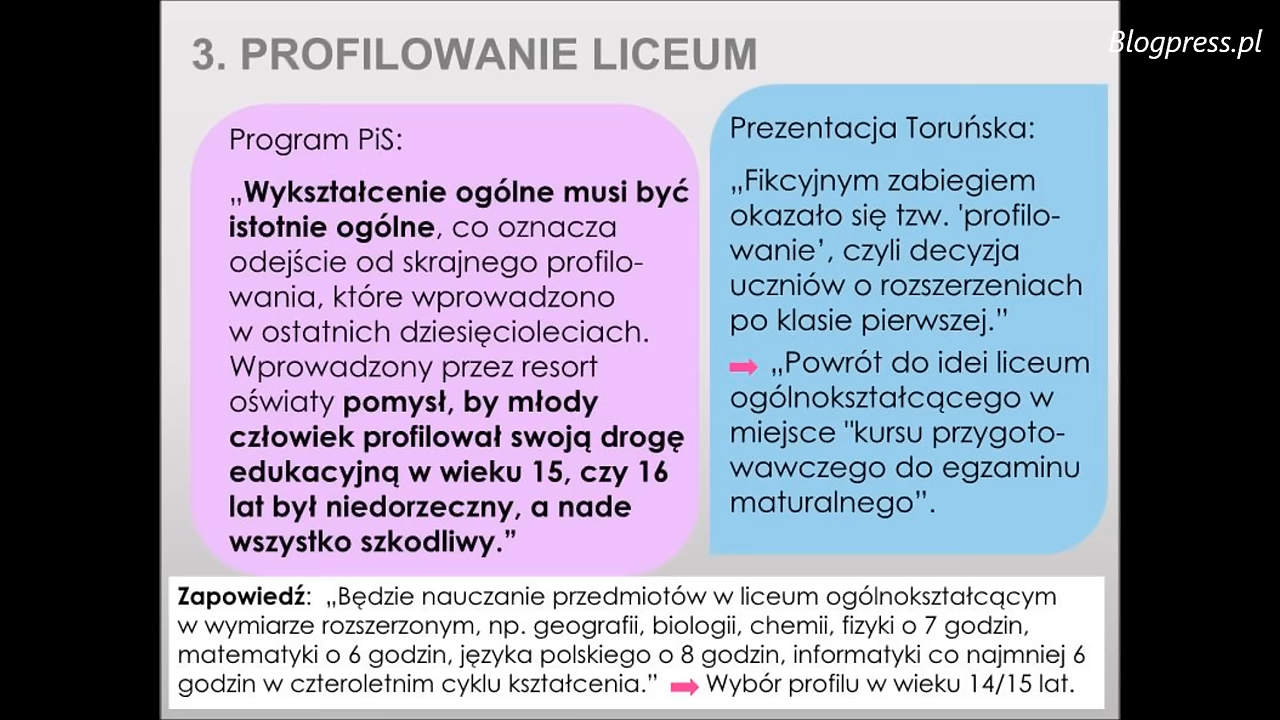 3. PROFILOWANIE LICEUM
Blogpress.pl
Program PiS:
„Wykształcenie ogólne musi być
istotnie ogólne, co oznacza
odejście od skrajnego profilo-
wania, które wprowadzono
w ostatnich dziesięcioleciach.
Wprowadzony przez resort
oświaty pomysł, by młody
człowiek profilował swoją drogę
edukacyjną w wieku 15, czy 16
lat był niedorzeczny, a nade
wszystko szkodliwy.”
Prezentacja Toruńska:
„Fikcyjnym zabiegiem
okazało się tzw. 'profilo-
wanie’, czyli decyzja
uczniów o rozszerzeniach
po klasie pierwszej.”
➡ „Powrót do idei liceum
ogólnokształcącego w
miejsce "kursu przygoto-
wawczego do egzaminu
maturalnego”.
Zapowiedź: „Będzie nauczanie przedmiotów w liceum ogólnokształcącym
w wymiarze rozszerzonym, np. geografii, biologii, chemii, fizyki o 7 godzin,
matematyki o 6 godzin, języka polskiego o 8 godzin, informatyki co najmniej 6
godzin w czteroletnim cyklu kształcenia.” ➡ Wybór profilu w wieku 14/15 lat.